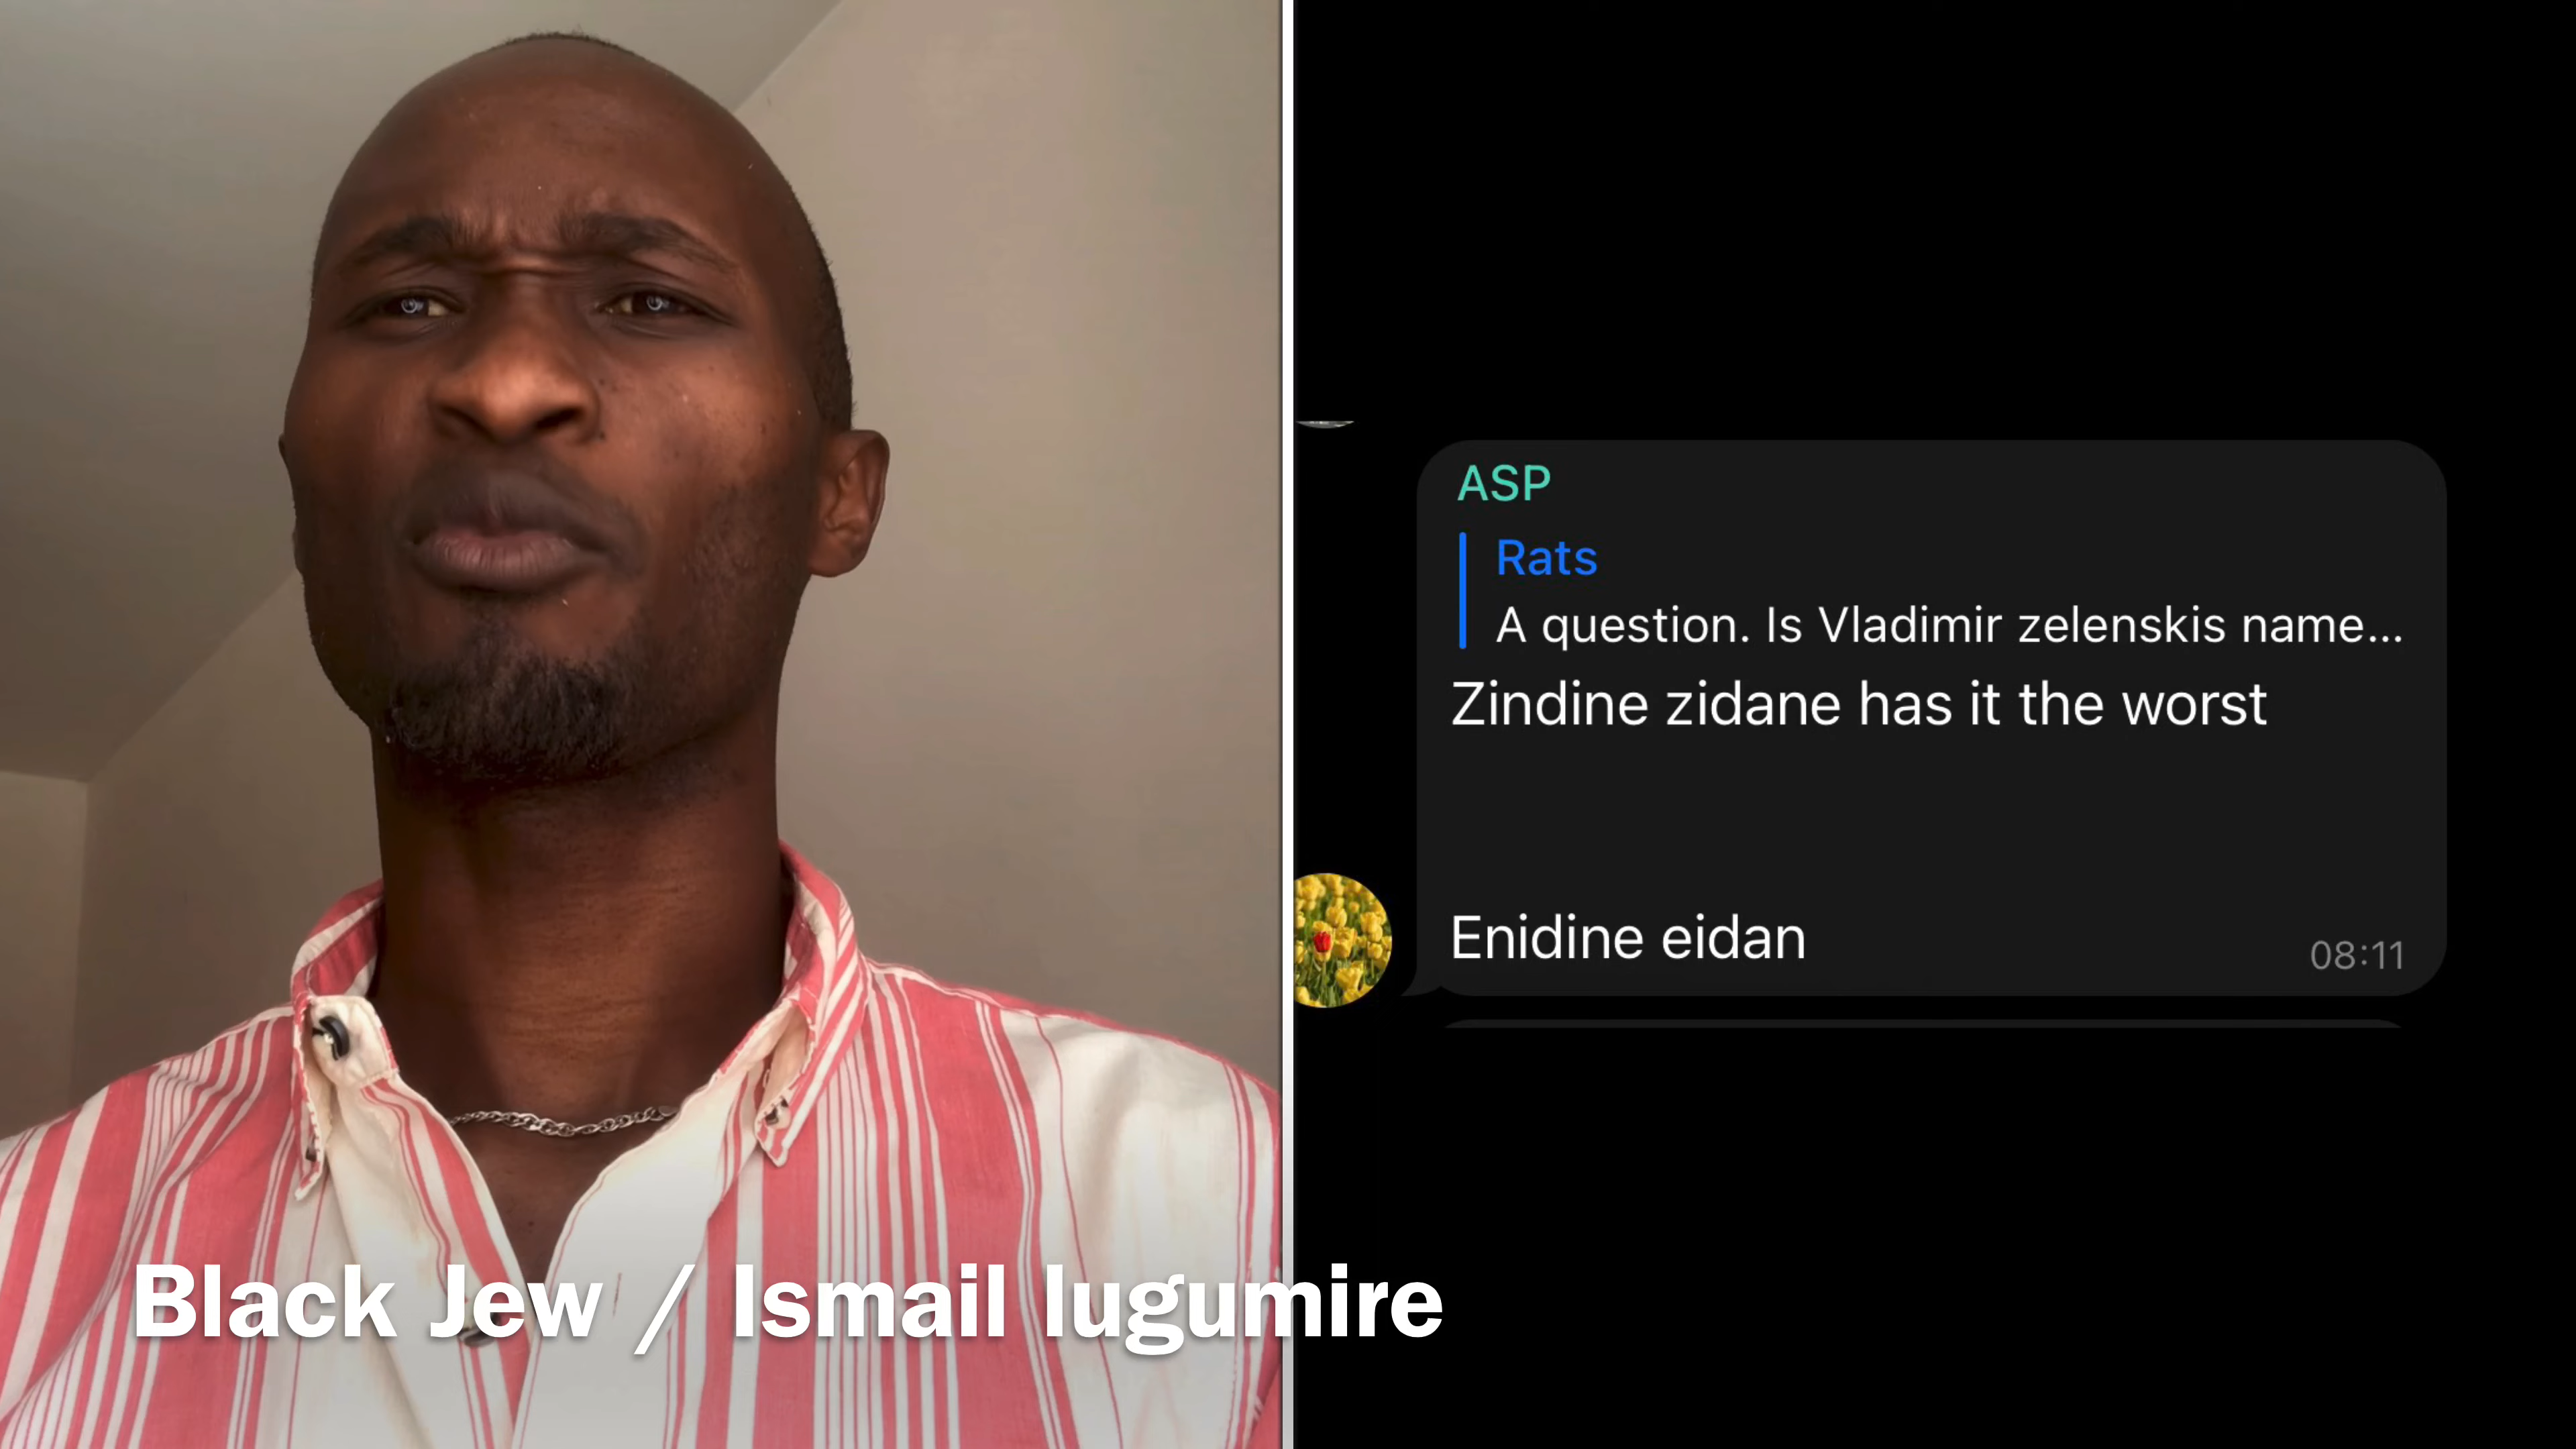 ASP
Rats
A question. Is Vladimir zelenskis name...
Zindine zidane has it the worst
Enidine eidan
08:11
Black Jew / Ismail lugumire